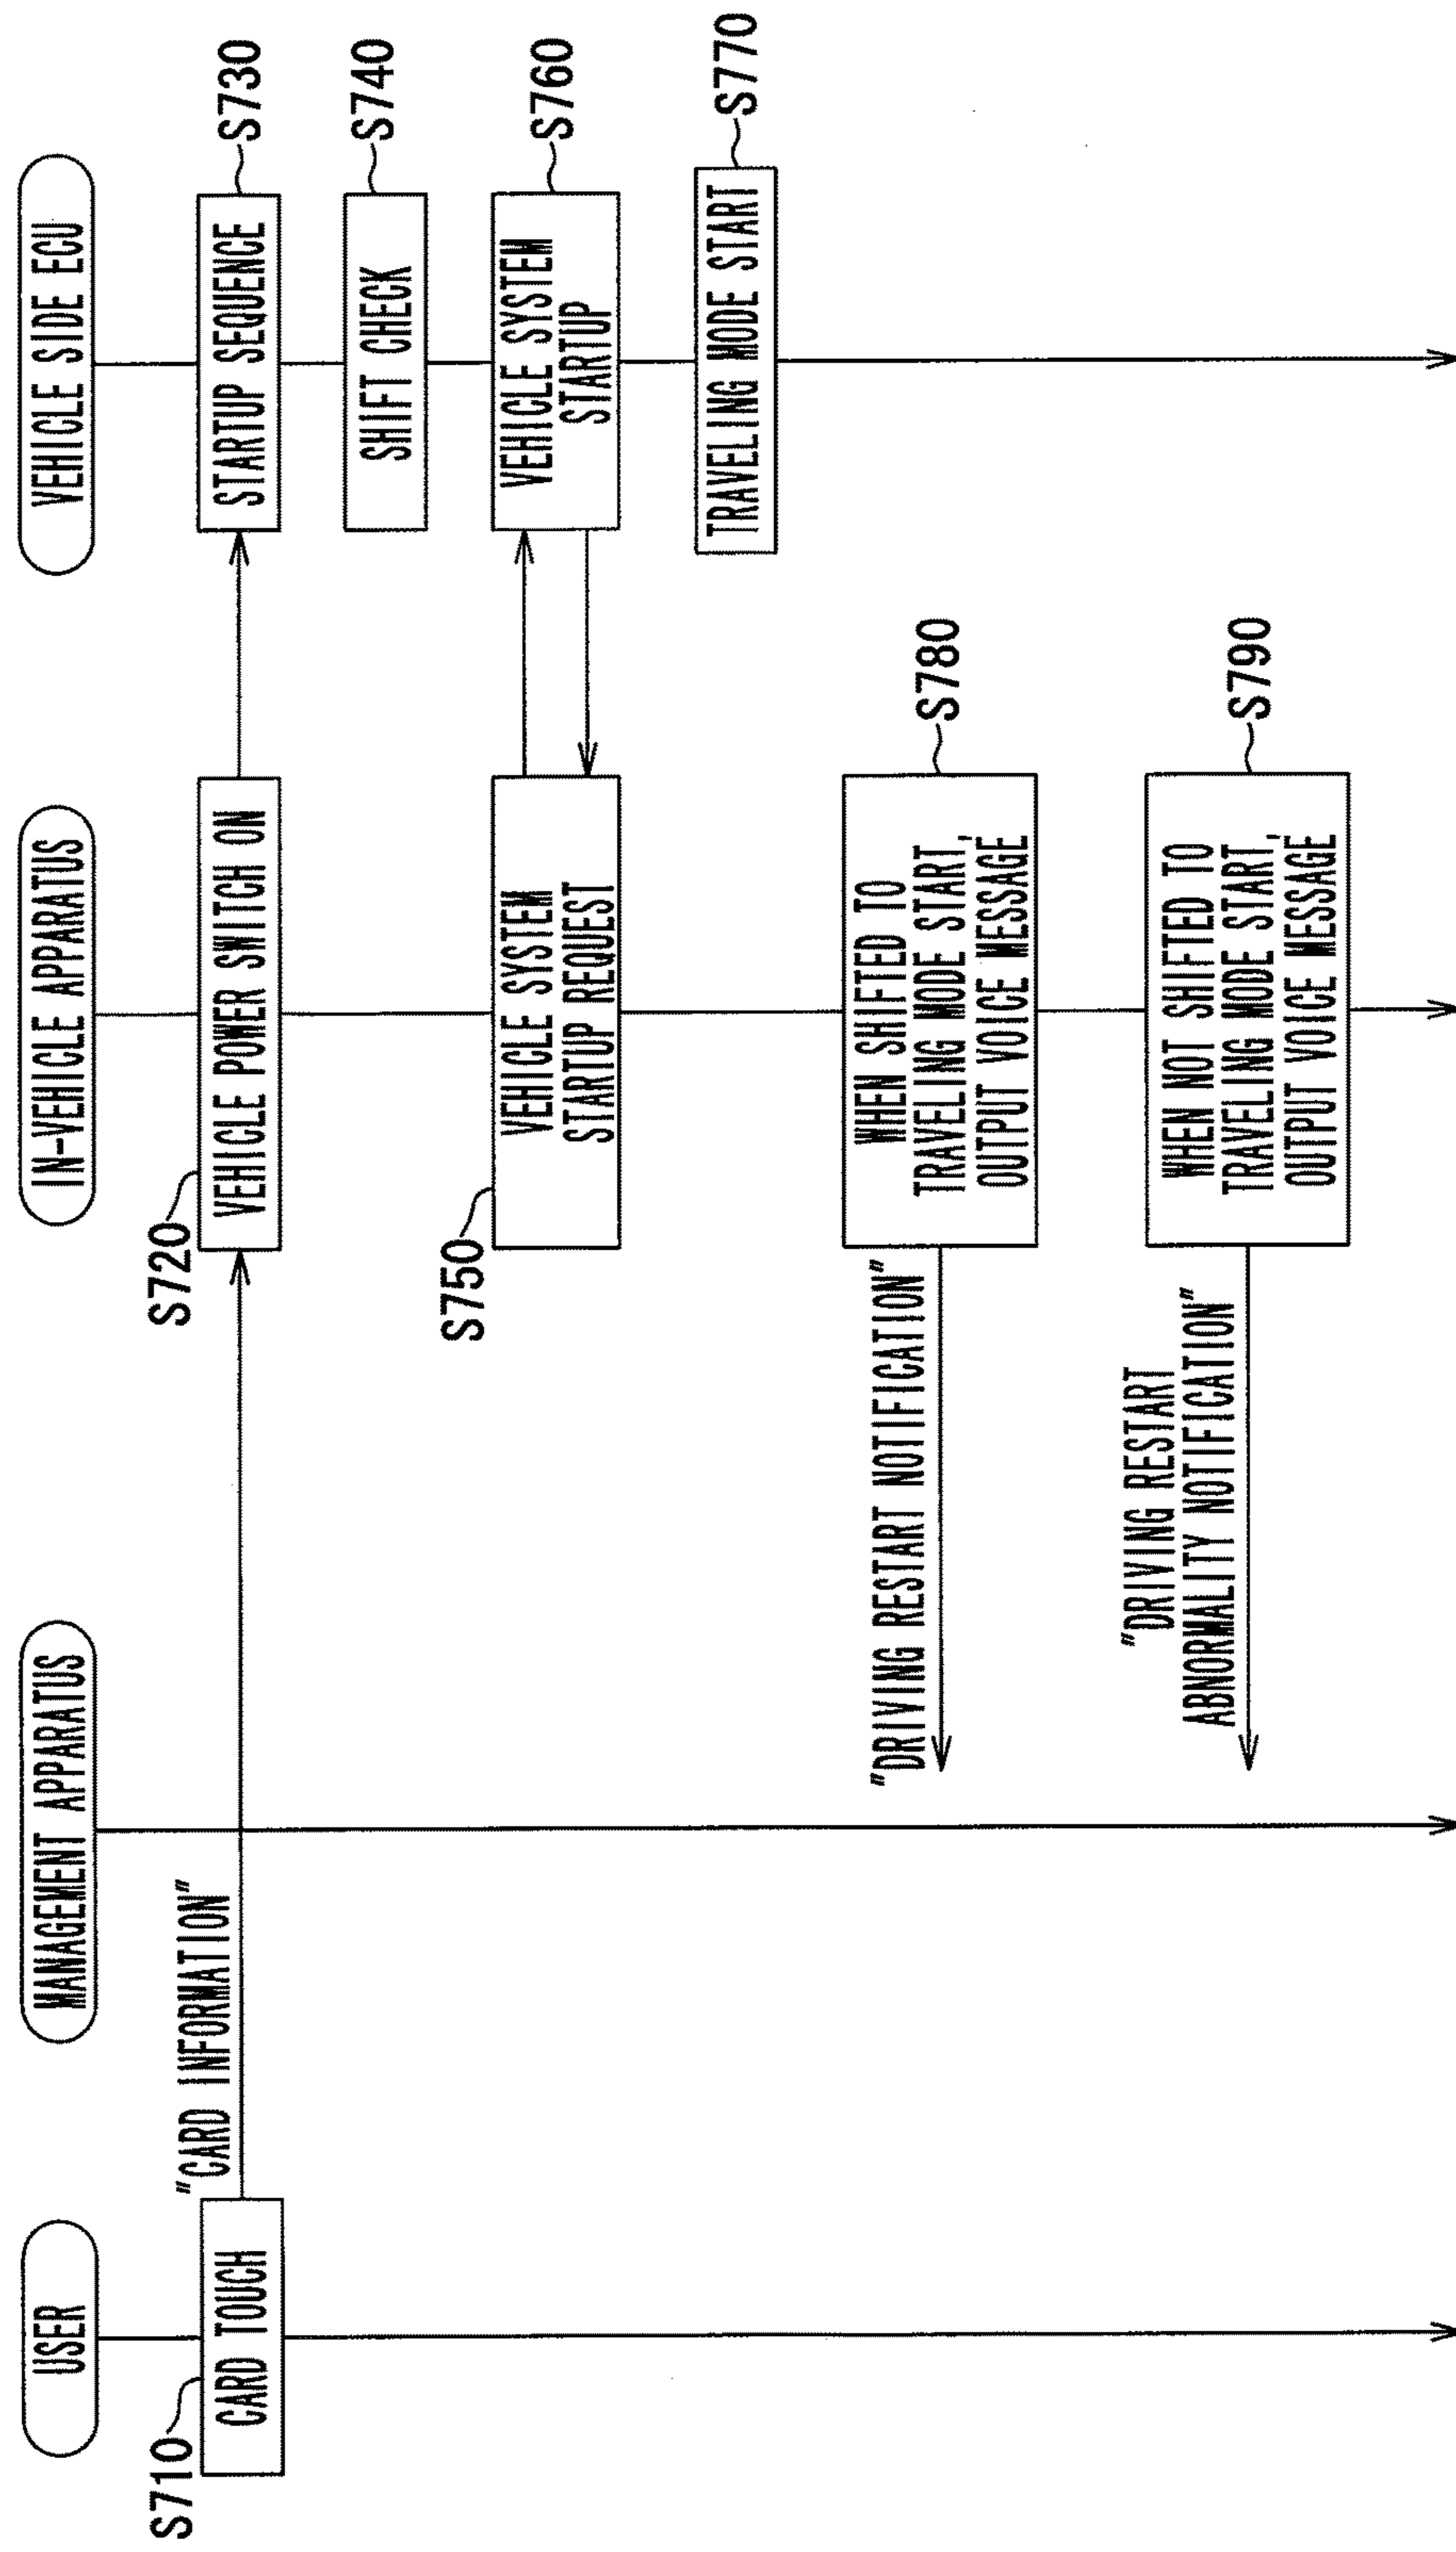 USER
MANAGEMENT APPARATUS
IN-VEHICLE APPARATUS
VEHICLE SIDE ECU
S710
CARD TOUCH
"CARD INFORMATION"
S720
VEHICLE POWER SWITCH ON
STARTUP SEQUENCE
S730
SHIFT CHECK
S740
S750
VEHICLE SYSTEM
STARTUP REQUEST
VEHICLE SYSTEM
STARTUP
S760
TRAVELING MODE START
S770
"DRIVING RESTART NOTIFICATION"
WHEN SHIFTED TO
TRAVELING MODE START,
OUTPUT VOICE MESSAGE
S780
"DRIVING RESTART
ABNORMALITY NOTIFICATION"
WHEN NOT SHIFTED TO
TRAVELING MODE START,
OUTPUT VOICE MESSAGE
S790